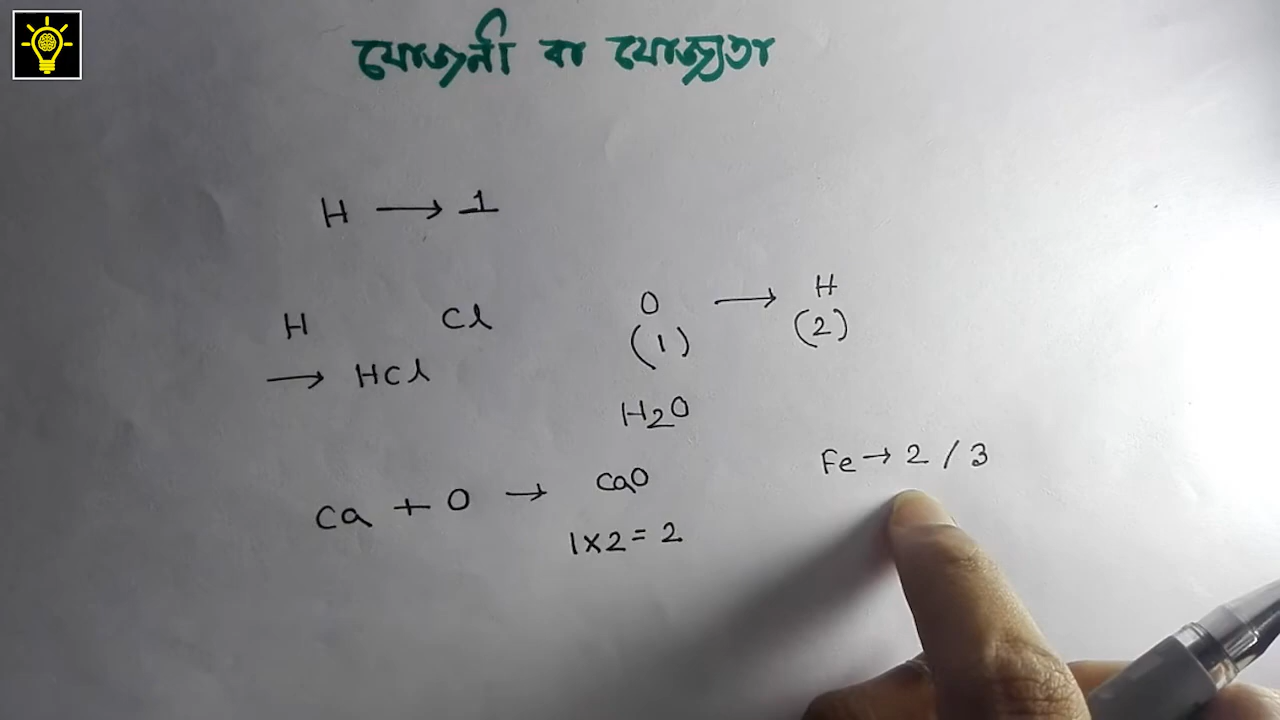 যোজনী বা যোজ্যতা
H → 1
H Cl
→ HCl
O → H
(1) (2)
H2O
Ca + O → CaO
1×2=2
Fe → 2 / 3